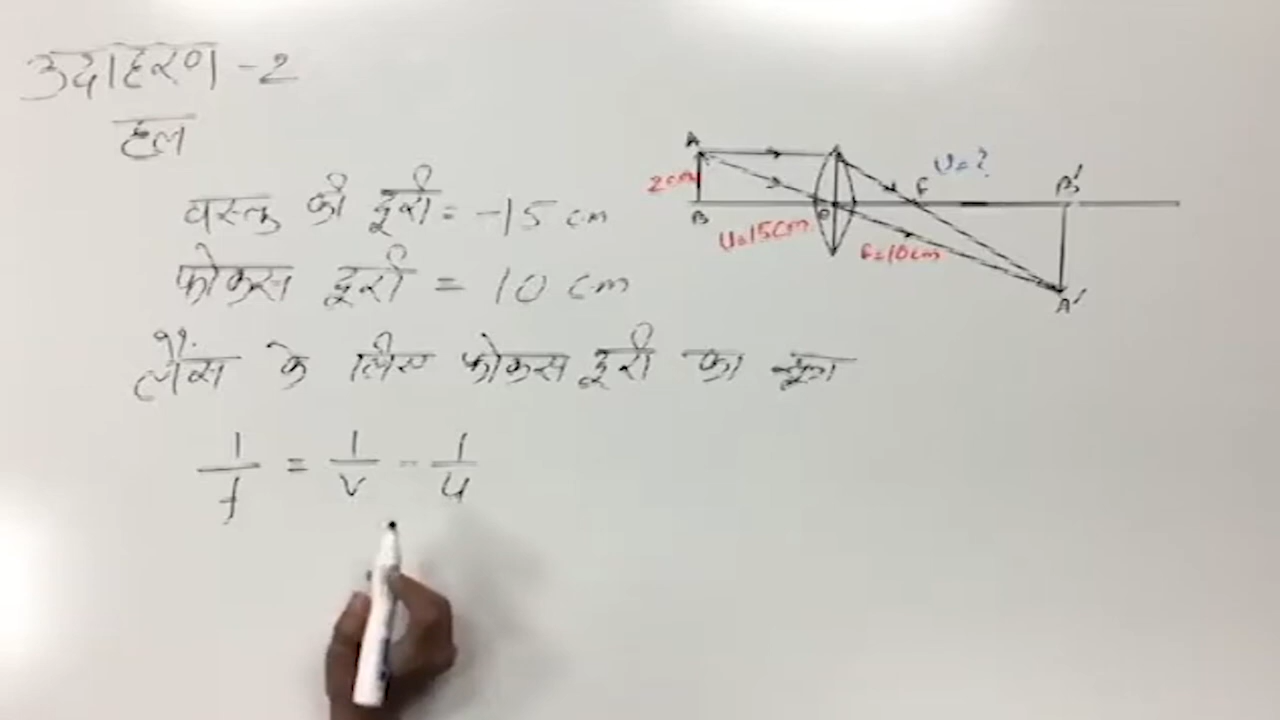 उदाहरण - 2
हल
वस्तु की दूरी = -15 cm
फोकस दूरी = 10 cm
लैंस के लिए फोकस दूरी का सूत्र
1/f = 1/v - 1/u
A
2cm
B
U=15cm
O
F
U=?
F=10cm
B'
A'